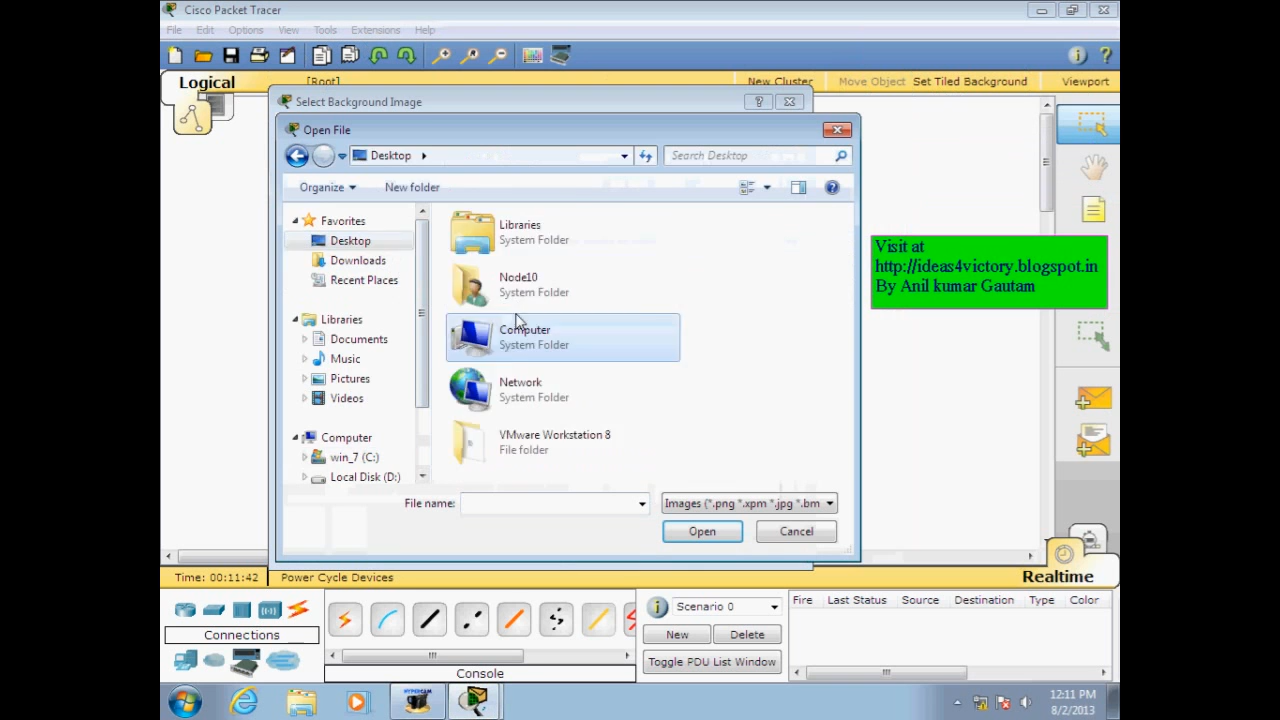 Cisco Packet Tracer
File Edit Options View Tools Extensions Help
Logical
[Root]
New Cluster
Move Object
Set Tiled Background
Viewport
Select Background Image
Open File
Desktop
Search Desktop
Organize
New folder
Favorites
Desktop
Downloads
Recent Places
Libraries
Documents
Music
Pictures
Videos
Computer
win_7 (C:)
Local Disk (D:)
Libraries
System Folder
Node10
System Folder
Computer
System Folder
Network
System Folder
VMware Workstation 8
File folder
File name:
Images (*.png *.xpm *.jpg *.bm
Open
Cancel
Visit at
http://ideas4victory.blogspot.in
By Anil kumar Gautam
Time: 00:11:42
Power Cycle Devices
Realtime
Connections
Console
Scenario 0
New
Delete
Toggle PDU List Window
Fire Last Status Source Destination Type Color
HYPERCAM
12:11 PM
8/2/2013